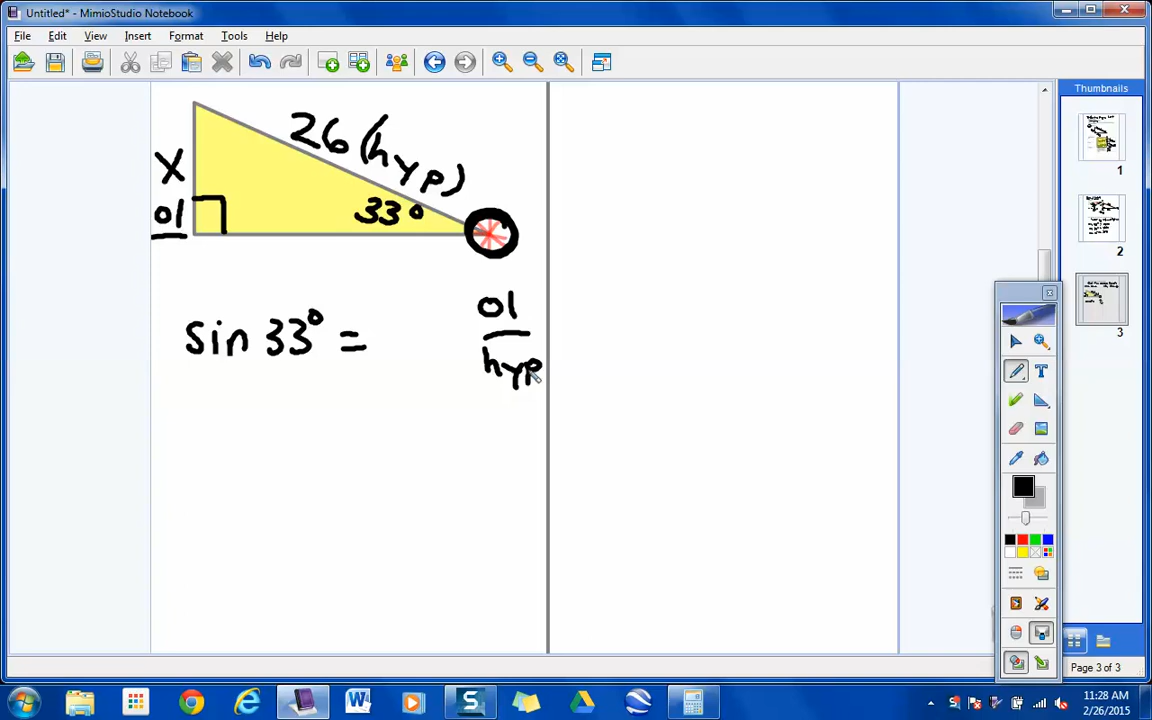 Untitled* - MimioStudio Notebook
File Edit View Insert Format Tools Help
Thumbnails
26 (hyp)
X
ol
33°
sin 33° =
ol
hyp
1
2
3
T
Page 3 of 3
11:28 AM
2/26/2015